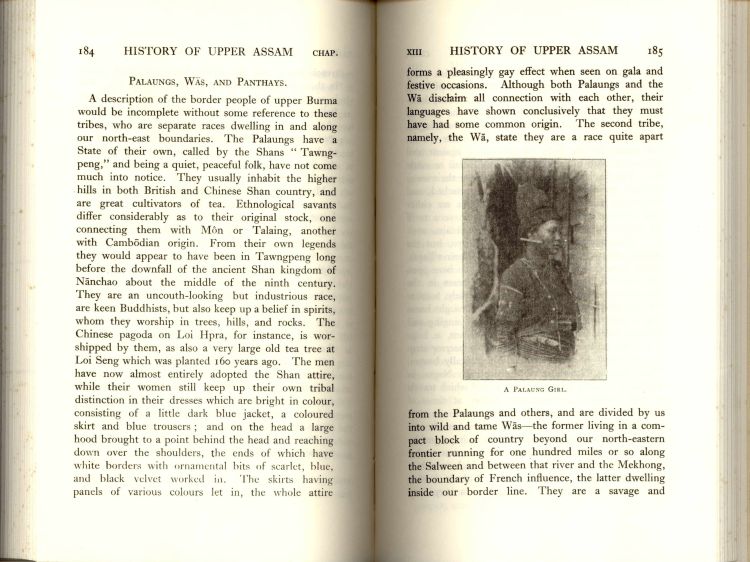 184 HISTORY OF UPPER ASSAM CHAP.
PALAUNGS, WĀS, AND PANTHAYS.
A description of the border people of upper Burma
would be incomplete without some reference to these
tribes, who are separate races dwelling in and along
our north-east boundaries. The Palaungs have a
State of their own, called by the Shans "Tawng-
peng," and being a quiet, peaceful folk, have not come
much into notice. They usually inhabit the higher
hills in both British and Chinese Shan country, and
are great cultivators of tea. Ethnological savants
differ considerably as to their original stock, one
connecting them with Mōn or Talaing, another
with Cambōdian origin. From their own legends
they would appear to have been in Tawngpeng long
before the downfall of the ancient Shan kingdom of
Nānchao about the middle of the ninth century.
They are an uncouth-looking but industrious race,
are keen Buddhists, but also keep up a belief in spirits,
whom they worship in trees, hills, and rocks. The
Chinese pagoda on Loi Hpra, for instance, is wor-
shipped by them, as also a very large old tea tree at
Loi Seng which was planted 160 years ago. The men
have now almost entirely adopted the Shan attire,
while their women still keep up their own tribal
distinction in their dresses which are bright in colour,
consisting of a little dark blue jacket, a coloured
skirt and blue trousers; and on the head a large
hood brought to a point behind the head and reaching
down over the shoulders, the ends of which have
white borders with ornamental bits of scarlet, blue,
and black velvet worked in. The skirts having
panels of various colours let in, the whole attire
XIII HISTORY OF UPPER ASSAM 185
forms a pleasingly gay effect when seen on gala and
festive occasions. Although both Palaungs and the
Wā disclaim all connection with each other, their
languages have shown conclusively that they must
have had some common origin. The second tribe,
namely, the Wā, state they are a race quite apart
A PALAUNG GIRL.
from the Palaungs and others, and are divided by us
into wild and tame Wās—the former living in a com-
pact block of country beyond our north-eastern
frontier running for one hundred miles or so along
the Salween and between that river and the Mekhong,
the boundary of French influence, the latter dwelling
inside our border line. They are a savage and